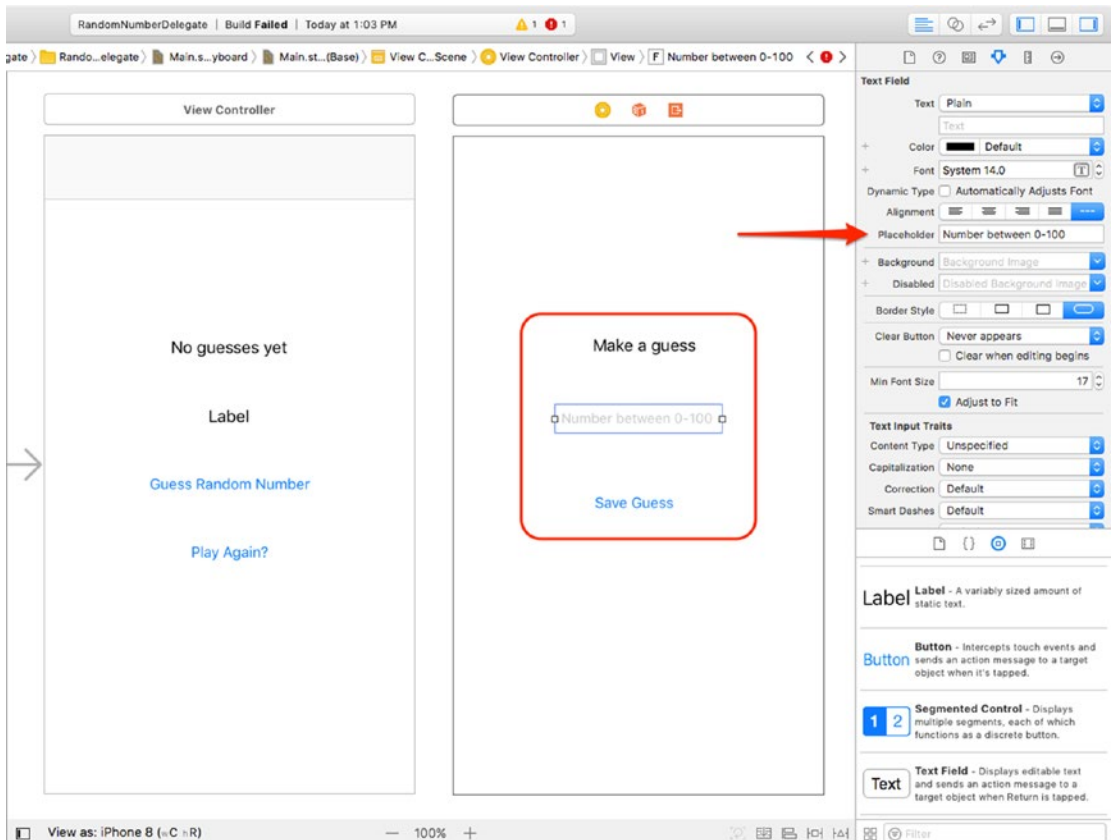 RandomNumberDelegate | Build Failed | Today at 1:03 PM
1 1
gate Rando...elegate Main.s...yboard Main.st...(Base) View C...Scene View Controller View F Number between 0-100
Text Field
View Controller
Text Plain
Text
Color Default
Font System 14.0 T
Dynamic Type Automatically Adjusts Font
Alignment
Placeholder Number between 0-100
Background Background Image
Disabled Disabled Background Image
Border Style
Clear Button Never appears
Clear when editing begins
Min Font Size 17
Adjust to Fit
Text Input Traits
Content Type Unspecified
Capitalization None
Correction Default
Smart Dashes Default
No guesses yet
Label
Guess Random Number
Play Again?
Make a guess
Number between 0-100
Save Guess
{}
Label Label - A variably sized amount of
static text.
Button Button - Intercepts touch events and
sends an action message to a target
object when it's tapped.
1 2 Segmented Control - Displays
multiple segments, each of which
functions as a discrete button.
Text Text Field - Displays editable text
and sends an action message to a
target object when Return is tapped.
View as: iPhone 8 (wC hR) — 100% +
Filter